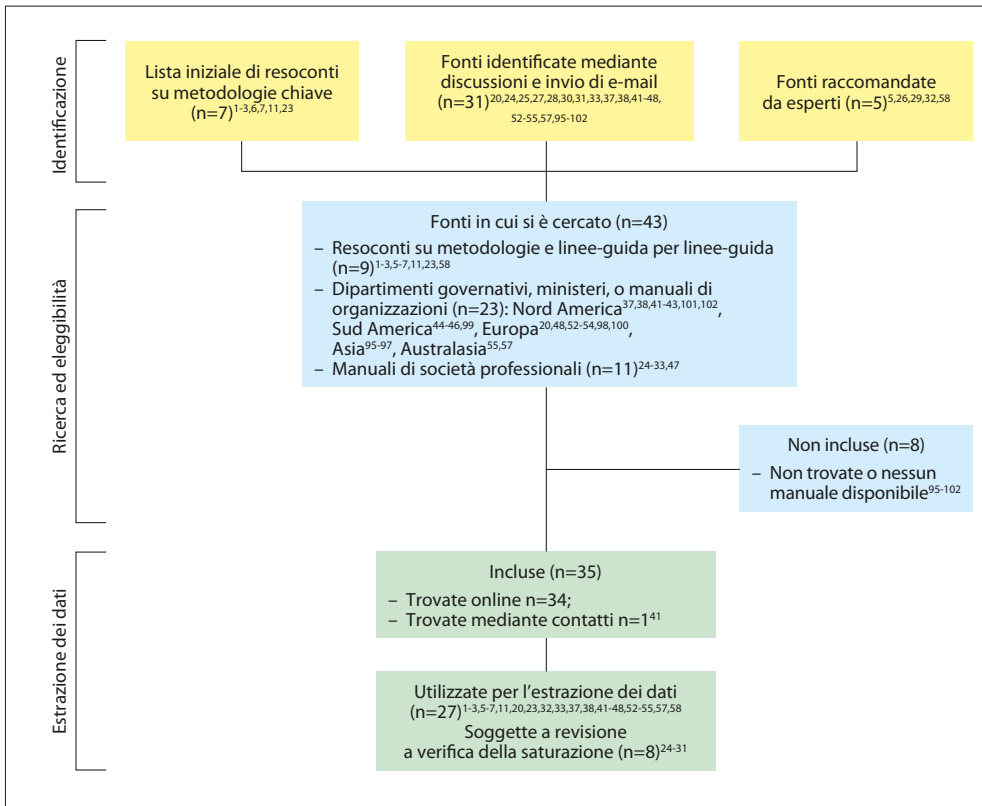 Identificazione
Lista iniziale di resoconti
su metodologie chiave
(n=7)1-3,6,7,11,23
Fonti identificate mediante
discussioni e invio di e-mail
(n=31)20,24,25,27,28,30,31,33,37,38,41-48,
52-55,57,95-102
Fonti raccomandate
da esperti (n=5)5,26,29,32,58
Ricerca ed eleggibilità
Fonti in cui si è cercato (n=43)
– Resoconti su metodologie e linee-guida per linee-guida
(n=9)1-3,5-7,11,23,58
– Dipartimenti governativi, ministeri, o manuali di
organizzazioni (n=23): Nord America37,38,41-43,101,102,
Sud America44-46,99, Europa20,48,52-54,98,100,
Asia95-97, Australasia55,57
– Manuali di società professionali (n=11)24-33,47
Non incluse (n=8)
– Non trovate o nessun
manuale disponibile95-102
Estrazione dei dati
Incluse (n=35)
– Trovate online n=34;
– Trovate mediante contatti n=141
Utilizzate per l'estrazione dei dati
(n=27)1-3,5-7,11,20,23,32,33,37,38,41-48,52-55,57,58
Soggette a revisione
a verifica della saturazione (n=8)24-31